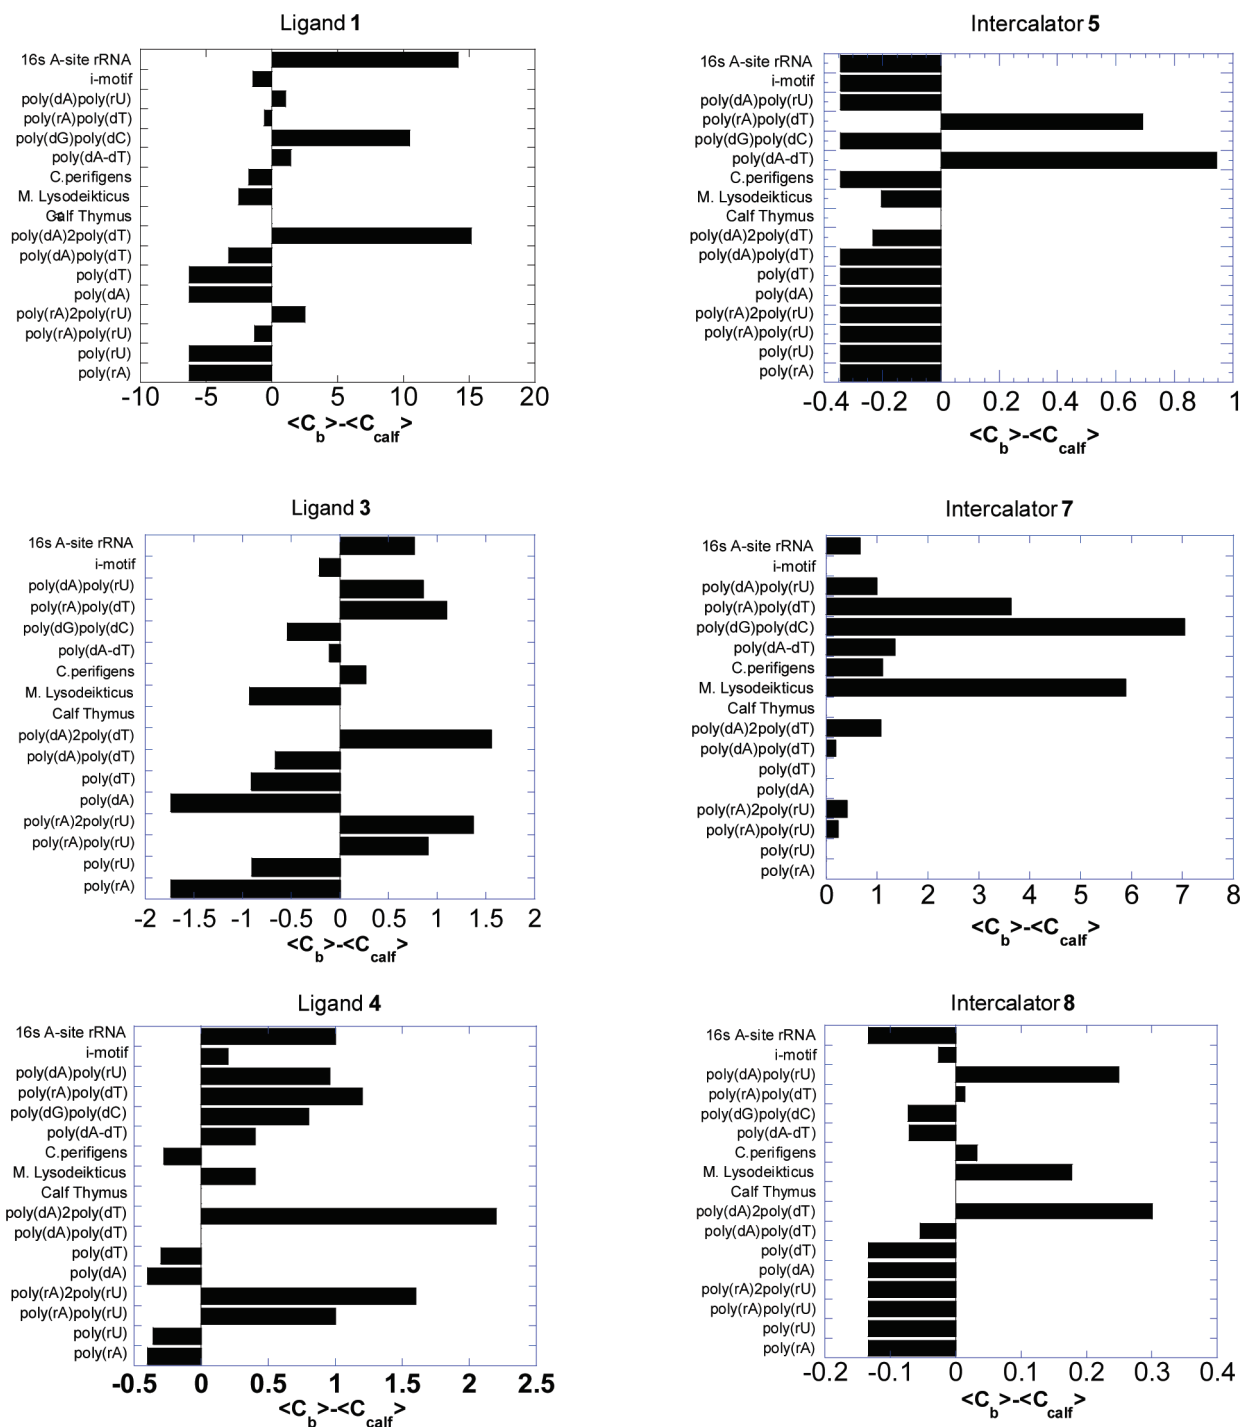 Ligand 1
16s A-site rRNA
i-motif
poly(dA)poly(rU)
poly(rA)poly(dT)
poly(dG)poly(dC)
poly(dA-dT)
C.perifigens
M. Lysodeikticus
Calf Thymus
poly(dA)2poly(dT)
poly(dA)poly(dT)
poly(dT)
poly(dA)
poly(rA)2poly(rU)
poly(rA)poly(rU)
poly(rU)
poly(rA)
-10 -5 0 5 10 15 20
<C_b>-<C_calf>
Intercalator 5
16s A-site rRNA
i-motif
poly(dA)poly(rU)
poly(rA)poly(dT)
poly(dG)poly(dC)
poly(dA-dT)
C.perifigens
M. Lysodeikticus
Calf Thymus
poly(dA)2poly(dT)
poly(dA)poly(dT)
poly(dT)
poly(dA)
poly(rA)2poly(rU)
poly(rA)poly(rU)
poly(rU)
poly(rA)
-0.4 -0.2 0 0.2 0.4 0.6 0.8 1
<C_b>-<C_calf>
Ligand 3
16s A-site rRNA
i-motif
poly(dA)poly(rU)
poly(rA)poly(dT)
poly(dG)poly(dC)
poly(dA-dT)
C.perifigens
M. Lysodeikticus
Calf Thymus
poly(dA)2poly(dT)
poly(dA)poly(dT)
poly(dT)
poly(dA)
poly(rA)2poly(rU)
poly(rA)poly(rU)
poly(rU)
poly(rA)
-2 -1.5 -1 -0.5 0 0.5 1 1.5 2
<C_b>-<C_calf>
Intercalator 7
16s A-site rRNA
i-motif
poly(dA)poly(rU)
poly(rA)poly(dT)
poly(dG)poly(dC)
poly(dA-dT)
C.perifigens
M. Lysodeikticus
Calf Thymus
poly(dA)2poly(dT)
poly(dA)poly(dT)
poly(dT)
poly(dA)
poly(rA)2poly(rU)
poly(rA)poly(rU)
poly(rU)
poly(rA)
0 1 2 3 4 5 6 7 8
<C_b>-<C_calf>
Ligand 4
16s A-site rRNA
i-motif
poly(dA)poly(rU)
poly(rA)poly(dT)
poly(dG)poly(dC)
poly(dA-dT)
C.perifigens
M. Lysodeikticus
Calf Thymus
poly(dA)2poly(dT)
poly(dA)poly(dT)
poly(dT)
poly(dA)
poly(rA)2poly(rU)
poly(rA)poly(rU)
poly(rU)
poly(rA)
-0.5 0 0.5 1 1.5 2 2.5
<C_b>-<C_calf>
Intercalator 8
16s A-site rRNA
i-motif
poly(dA)poly(rU)
poly(rA)poly(dT)
poly(dG)poly(dC)
poly(dA-dT)
C.perifigens
M. Lysodeikticus
Calf Thymus
poly(dA)2poly(dT)
poly(dA)poly(dT)
poly(dT)
poly(dA)
poly(rA)2poly(rU)
poly(rA)poly(rU)
poly(rU)
poly(rA)
-0.2 -0.1 0 0.1 0.2 0.3 0.4
<C_b>-<C_calf>